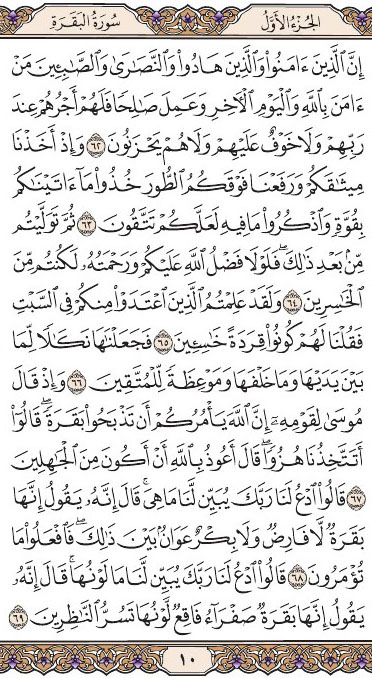 الجزء الأول سورة البقرة
إِنَّ ٱلَّذِينَ ءَامَنُوا۟ وَٱلَّذِينَ هَادُوا۟ وَٱلنَّصَـٰرَىٰ وَٱلصَّـٰبِـِٔينَ مَنْ
ءَامَنَ بِٱللَّهِ وَٱلْيَوْمِ ٱلْـَٔاخِرِ وَعَمِلَ صَـٰلِحًا فَلَهُمْ أَجْرُهُمْ عِندَ
رَبِّهِمْ وَلَا خَوْفٌ عَلَيْهِمْ وَلَا هُمْ يَحْزَنُونَ ٦٢ وَإِذْ أَخَذْنَا
مِيثَـٰقَكُمْ وَرَفَعْنَا فَوْقَكُمُ ٱلطُّورَ خُذُوا۟ مَآ ءَاتَيْنَـٰكُم
بِقُوَّةٍ وَٱذْكُرُوا۟ مَا فِيهِ لَعَلَّكُمْ تَتَّقُونَ ٦٣ ثُمَّ تَوَلَّيْتُم
مِّنۢ بَعْدِ ذَٰلِكَ ۖ فَلَوْلَا فَضْلُ ٱللَّهِ عَلَيْكُمْ وَرَحْمَتُهُۥ لَكُنتُم مِّنَ
ٱلْخَـٰسِرِينَ ٦٤ وَلَقَدْ عَلِمْتُمُ ٱلَّذِينَ ٱعْتَدَوْا۟ مِنكُمْ فِى ٱلسَّبْتِ
فَقُلْنَا لَهُمْ كُونُوا۟ قِرَدَةً خَـٰسِـِٔينَ ٦٥ فَجَعَلْنَـٰهَا نَكَـٰلًا لِّمَا
بَيْنَ يَدَيْهَا وَمَا خَلْفَهَا وَمَوْعِظَةً لِّلْمُتَّقِينَ ٦٦ وَإِذْ قَالَ
مُوسَىٰ لِقَوْمِهِۦٓ إِنَّ ٱللَّهَ يَأْمُرُكُمْ أَن تَذْبَحُوا۟ بَقَرَةً ۖ قَالُوٓا۟
أَتَتَّخِذُنَا هُزُوًا ۖ قَالَ أَعُوذُ بِٱللَّهِ أَنْ أَكُونَ مِنَ ٱلْجَـٰهِلِينَ
٦٧ قَالُوا۟ ٱدْعُ لَنَا رَبَّكَ يُبَيِّن لَّنَا مَا هِىَ ۚ قَالَ إِنَّهُۥ يَقُولُ إِنَّهَا
بَقَرَةٌ لَّا فَارِضٌ وَلَا بِكْرٌ عَوَانٌۢ بَيْنَ ذَٰلِكَ ۖ فَٱفْعَلُوا۟ مَا
تُؤْمَرُونَ ٦٨ قَالُوا۟ ٱدْعُ لَنَا رَبَّكَ يُبَيِّن لَّنَا مَا لَوْنُهَا ۚ قَالَ إِنَّهُۥ
يَقُولُ إِنَّهَا بَقَرَةٌ صَفْرَآءُ فَاقِعٌ لَّوْنُهَا تَسُرُّ ٱلنَّـٰظِرِينَ ٦٩
١٠